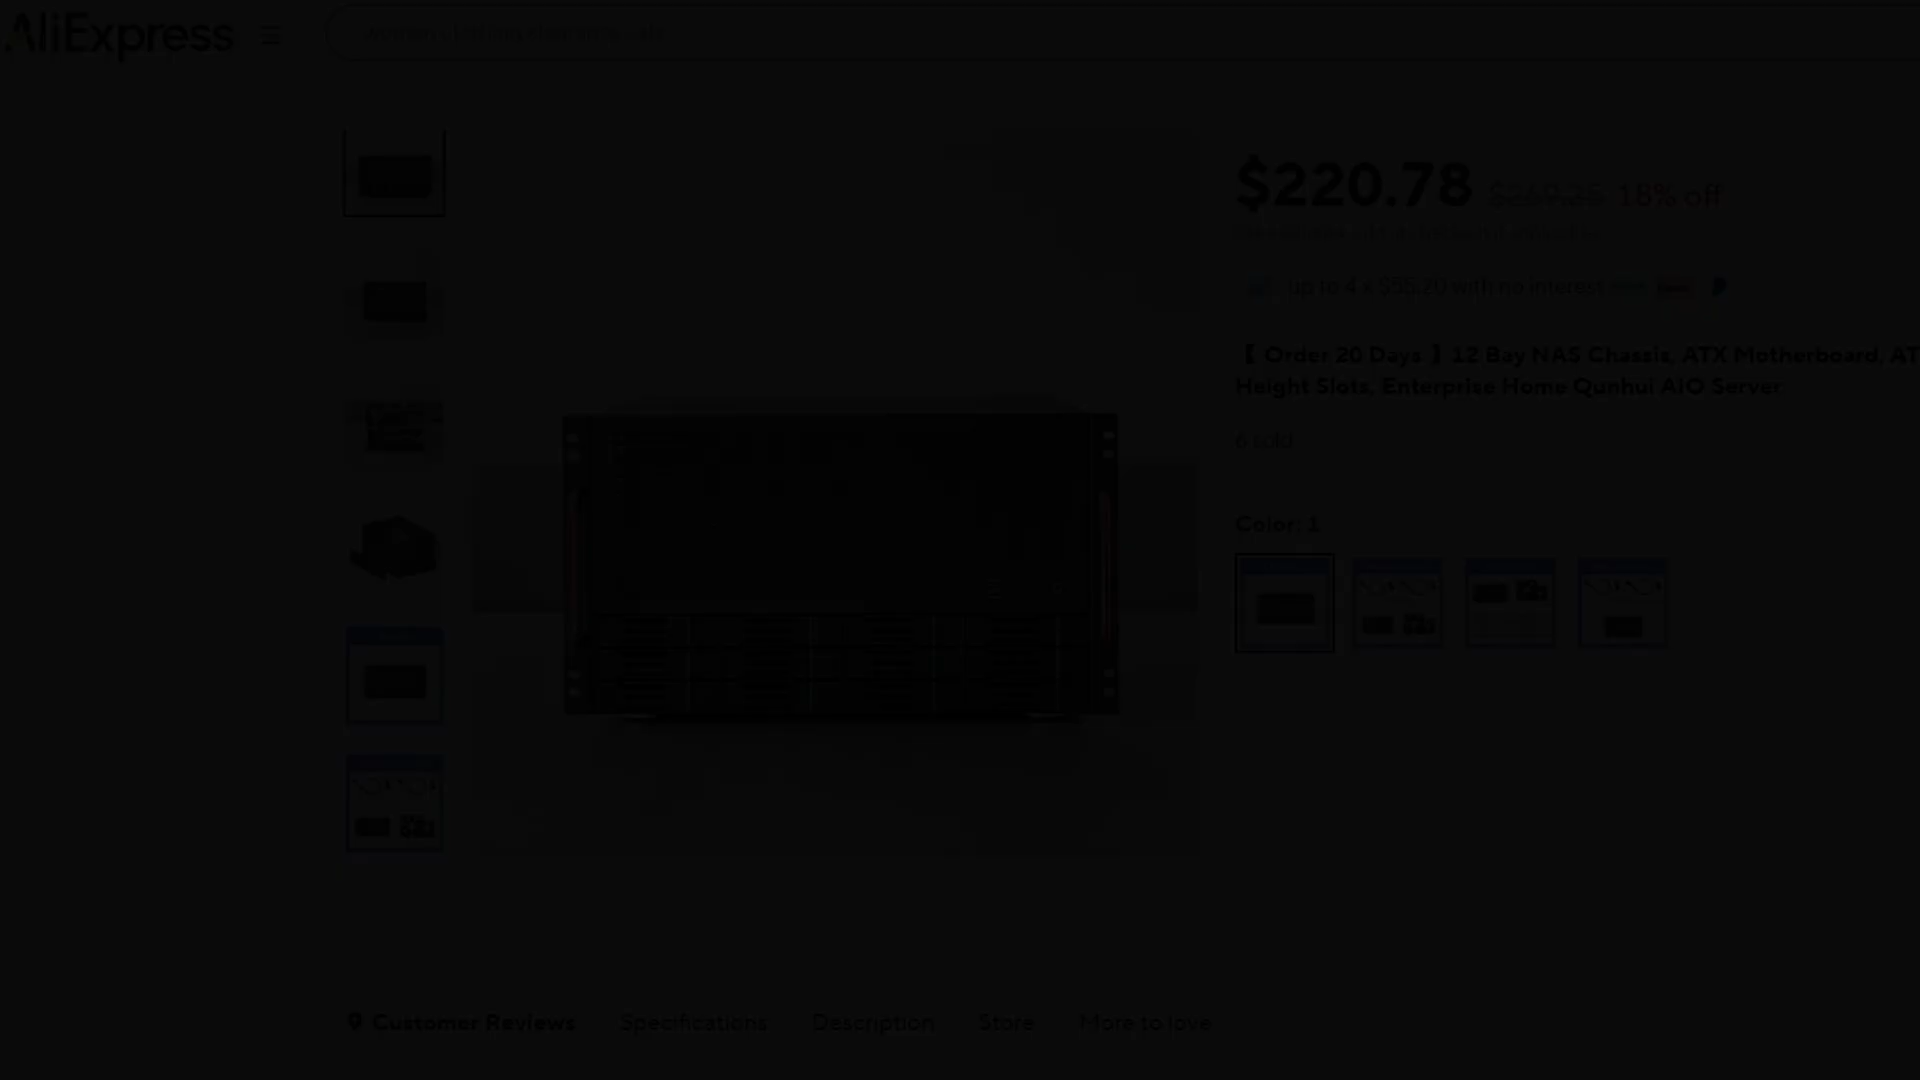 AliExpress
$220.78 $269.25 18% off
up to 4 x $55.20 with no interest
【 Order 20 Days 】12 Bay NAS Chassis, ATX Motherboard, AT
Height Slots, Enterprise Home Qunhui AIO Server
6 sold
Color: 1
Customer Reviews
Specifications
Description
Store
More to love